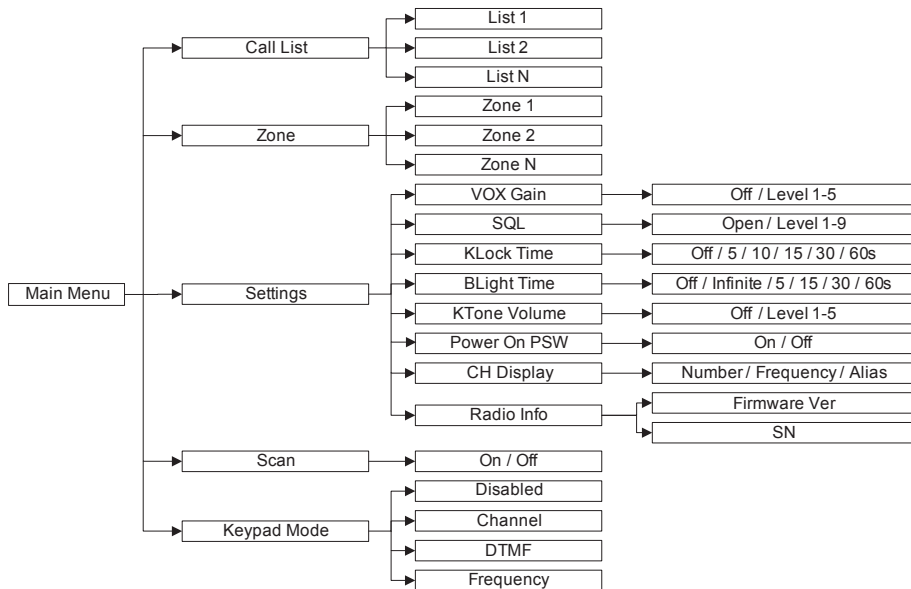 Main Menu
Call List
List 1
List 2
List N
Zone
Zone 1
Zone 2
Zone N
Settings
VOX Gain
Off / Level 1-5
SQL
Open / Level 1-9
KLock Time
Off / 5 / 10 / 15 / 30 / 60s
BLight Time
Off / Infinite / 5 / 15 / 30 / 60s
KTone Volume
Off / Level 1-5
Power On PSW
On / Off
CH Display
Number / Frequency / Alias
Radio Info
Firmware Ver
SN
Scan
On / Off
Keypad Mode
Disabled
Channel
DTMF
Frequency